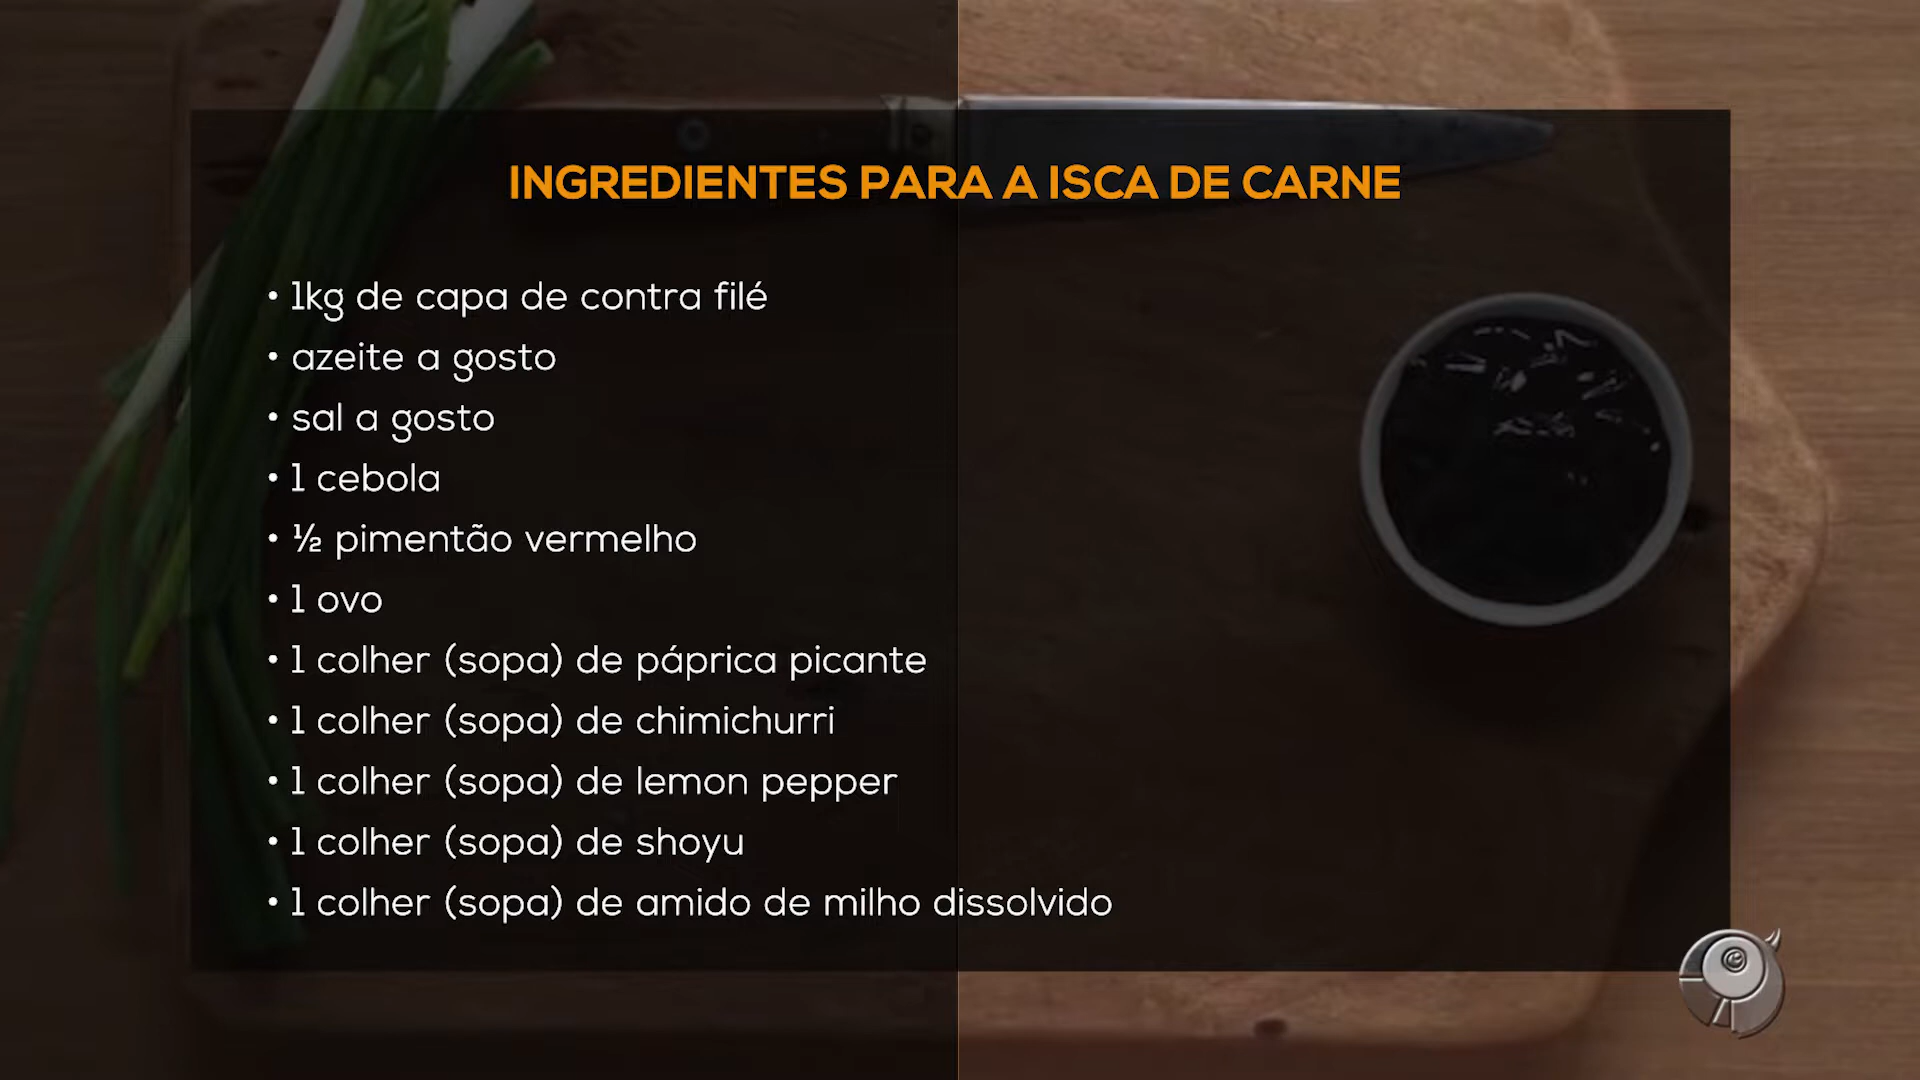 INGREDIENTES PARA A ISCA DE CARNE
• 1kg de capa de contra filé
• azeite a gosto
• sal a gosto
• 1 cebola
• ½ pimentão vermelho
• 1 ovo
• 1 colher (sopa) de páprica picante
• 1 colher (sopa) de chimichurri
• 1 colher (sopa) de lemon pepper
• 1 colher (sopa) de shoyu
• 1 colher (sopa) de amido de milho dissolvido